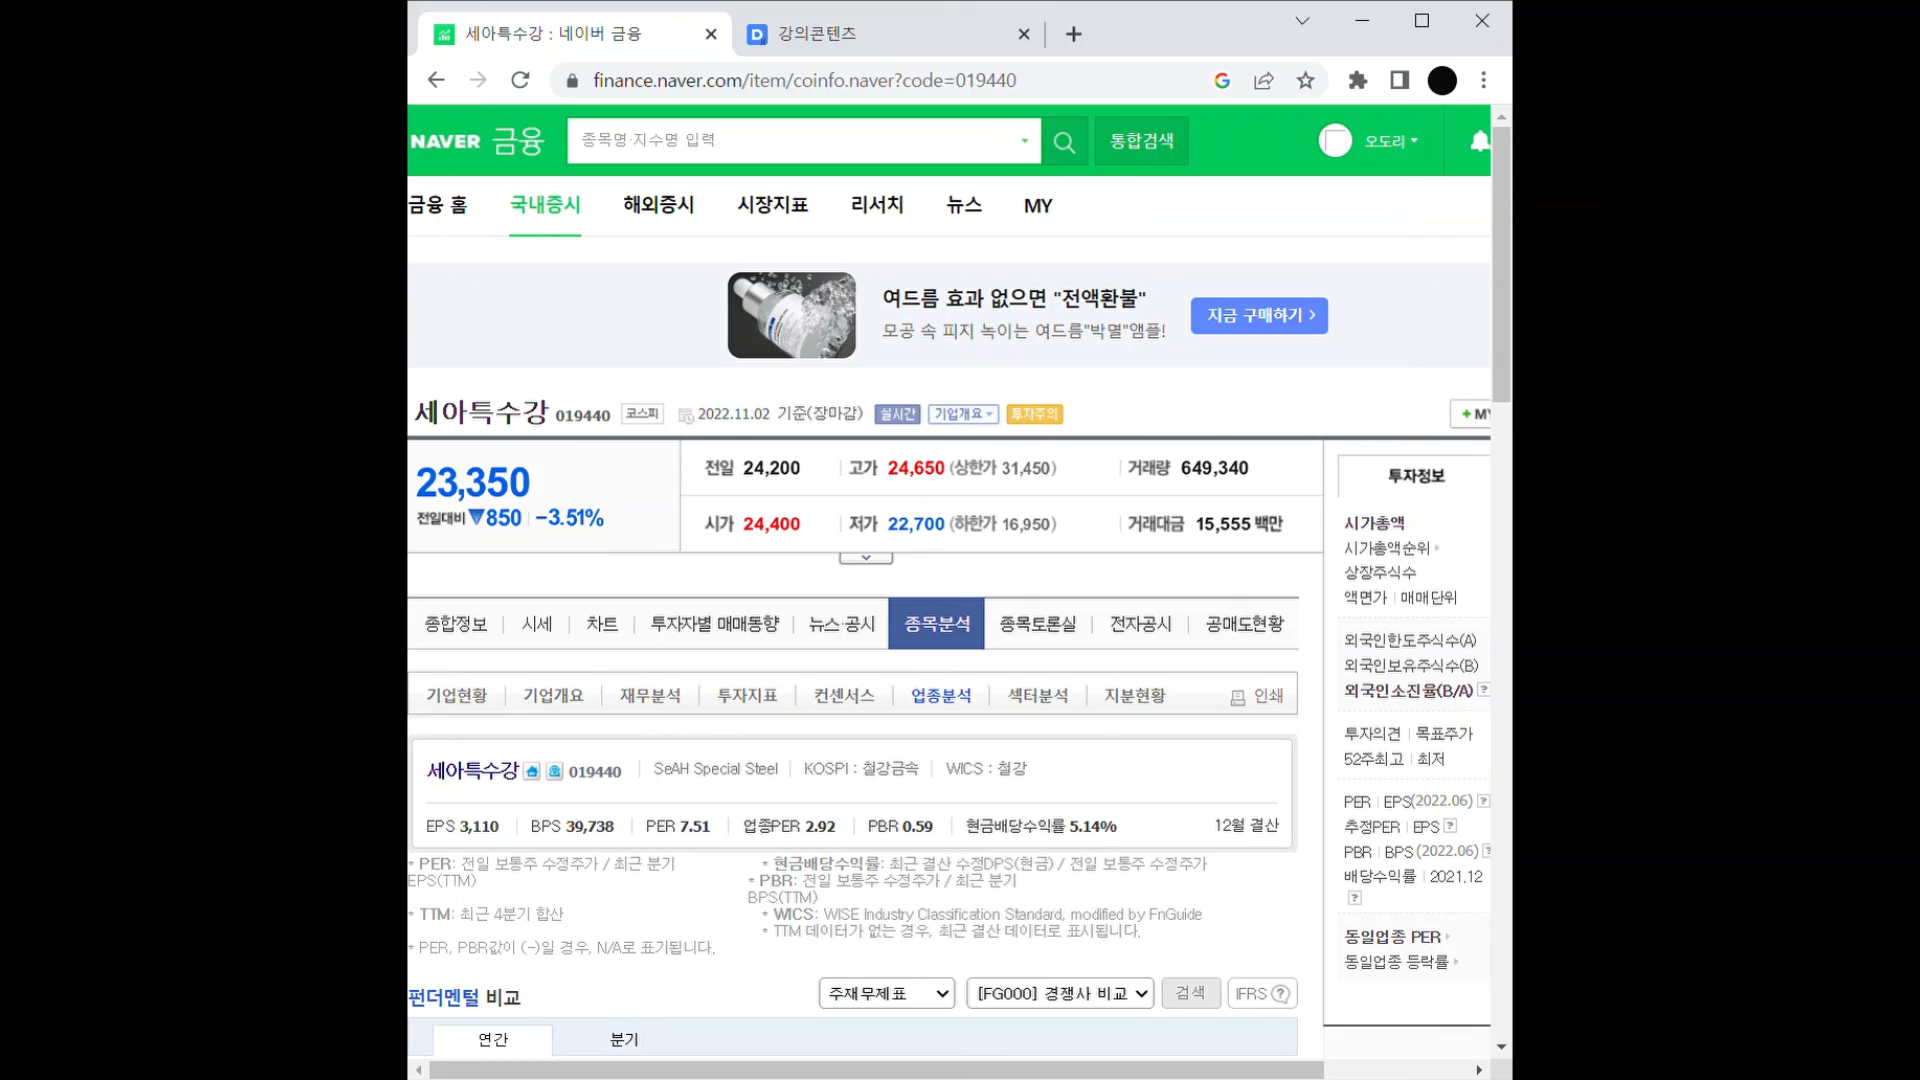 세아특수강 : 네이버 금융
강의콘텐츠
finance.naver.com/item/coinfo.naver?code=019440
NAVER 금융 종목명·지수명 입력 통합검색 오도리
금융 홈 국내증시 해외증시 시장지표 리서치 뉴스 MY
여드름 효과 없으면 "전액환불"
모공 속 피지 녹이는 여드름"박멸"앰플!
지금 구매하기 >
세아특수강 019440 코스피 2022.11.02 기준(장마감) 실시간 기업개요 투자주의 + MY
23,350
전일대비 ▼850 -3.51%
전일 24,200 고가 24,650 (상한가 31,450) 거래량 649,340
시가 24,400 저가 22,700 (하한가 16,950) 거래대금 15,555 백만
종합정보 시세 차트 투자자별 매매동향 뉴스·공시 종목분석 종목토론실 전자공시 공매도현황
기업현황 기업개요 재무분석 투자지표 컨센서스 업종분석 섹터분석 지분현황 인쇄
세아특수강 019440 SeAH Special Steel KOSPI : 철강금속 WICS : 철강
EPS 3,110 BPS 39,738 PER 7.51 업종PER 2.92 PBR 0.59 현금배당수익률 5.14% 12월 결산
* PER: 전일 보통주 수정주가 / 최근 분기
EPS(TTM)
* 현금배당수익률: 최근 결산 수정DPS(현금) / 전일 보통주 수정주가
* PBR: 전일 보통주 수정주가 / 최근 분기
BPS(TTM)
* TTM: 최근 4분기 합산
* WICS: WISE Industry Classification Standard, modified by FnGuide
* TTM 데이터가 없는 경우, 최근 결산 데이터로 표시됩니다.
* PER, PBR값이 (-)일 경우, N/A로 표기됩니다.
펀더멘털 비교 주재무제표 [FG000] 경쟁사 비교 검색 IFRS ?
연간 분기
투자정보
시가총액
시가총액순위
상장주식수
액면가 | 매매단위
외국인한도주식수(A)
외국인보유주식수(B)
외국인소진율(B/A) ?
투자의견 | 목표주가
52주최고 | 최저
PER | EPS(2022.06) ?
추정PER | EPS ?
PBR | BPS (2022.06) ?
배당수익률 | 2021.12
?
동일업종 PER
동일업종 등락률